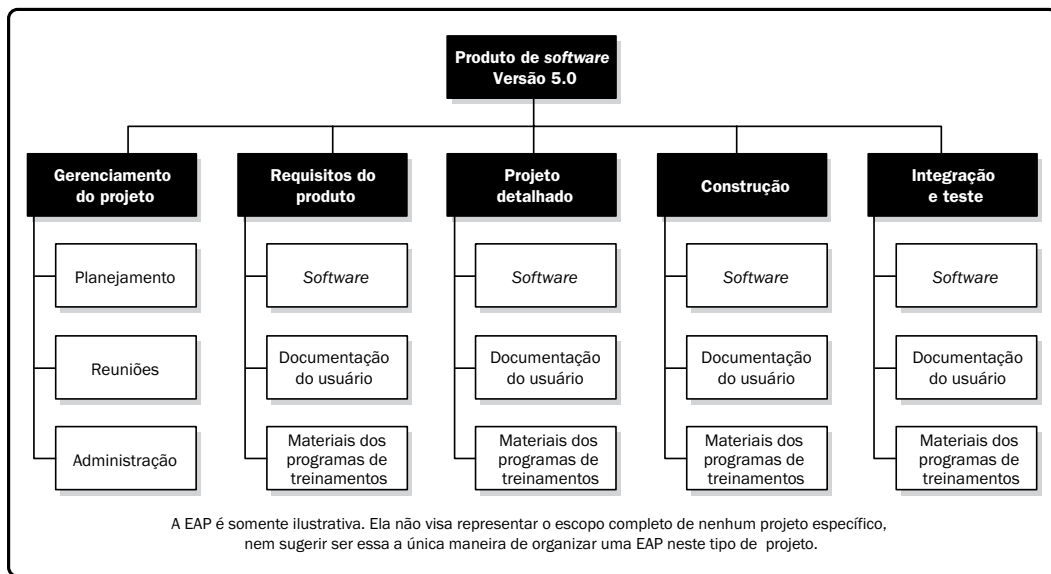 Produto de software
Versão 5.0
Gerenciamento
do projeto
Requisitos do
produto
Projeto
detalhado
Construção
Integração
e teste
Planejamento
Software
Software
Software
Software
Reuniões
Documentação
do usuário
Documentação
do usuário
Documentação
do usuário
Documentação
do usuário
Administração
Materiais dos
programas de
treinamentos
Materiais dos
programas de
treinamentos
Materiais dos
programas de
treinamentos
Materiais dos
programas de
treinamentos
A EAP é somente ilustrativa. Ela não visa representar o escopo completo de nenhum projeto específico,
nem sugerir ser essa a única maneira de organizar uma EAP neste tipo de projeto.